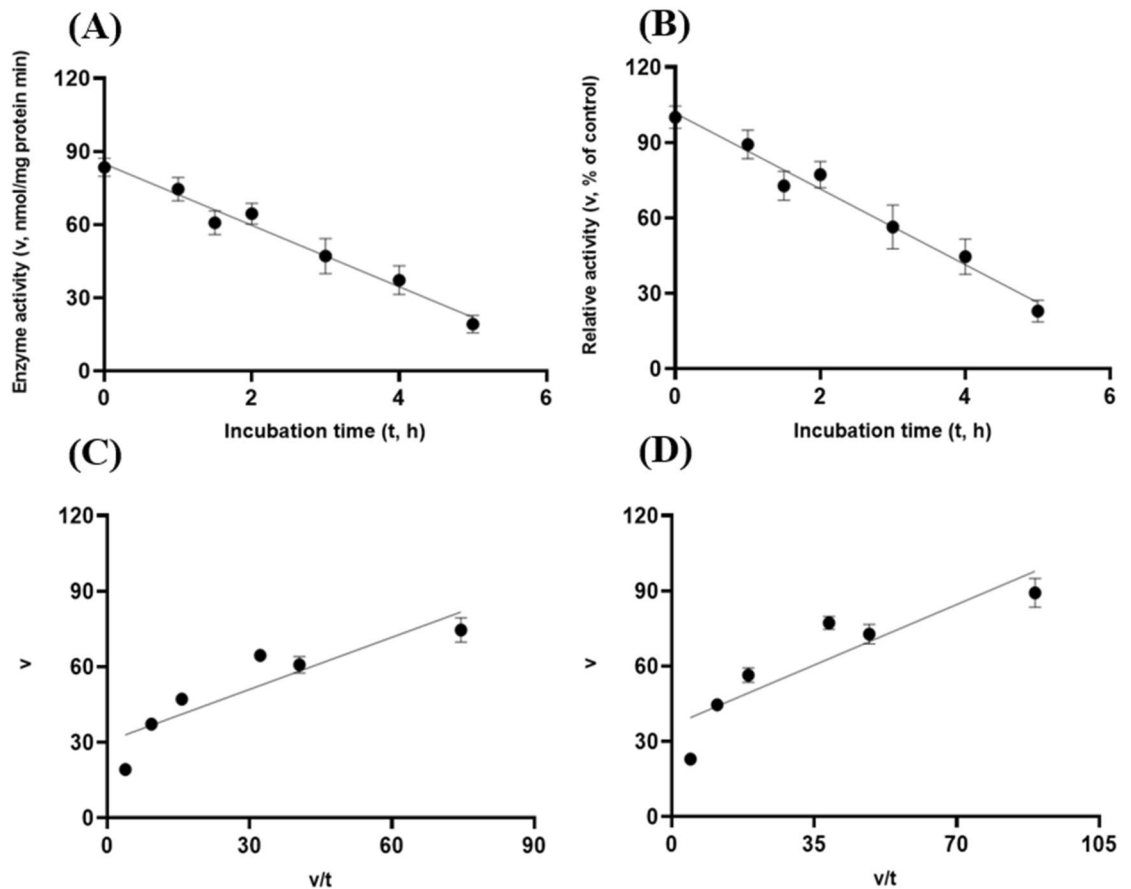 (A)
Enzyme activity (v, nmol/mg protein min)
120
90
60
30
0
0 2 4 6
Incubation time (t, h)
(B)
Relative activity (v, % of control)
120
90
60
30
0
0 2 4 6
Incubation time (t, h)
(C)
v
120
90
60
30
0
0 30 60 90
v/t
(D)
v
120
90
60
30
0
0 35 70 105
v/t